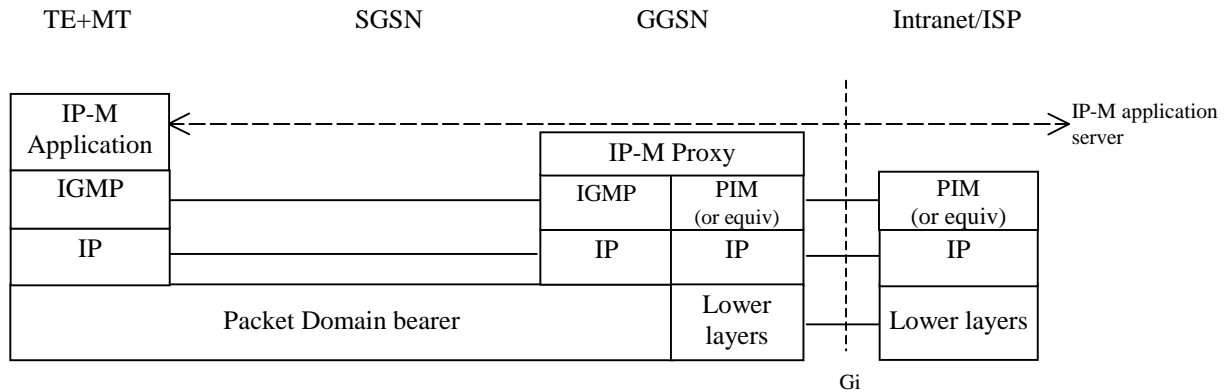 TE+MT SGSN GGSN Intranet/ISP
IP-M
Application
IP-M application
server
IP-M Proxy
IGMP IGMP PIM
(or equiv) PIM
(or equiv)
IP IP IP IP
Packet Domain bearer Lower
layers Lower layers
Gi